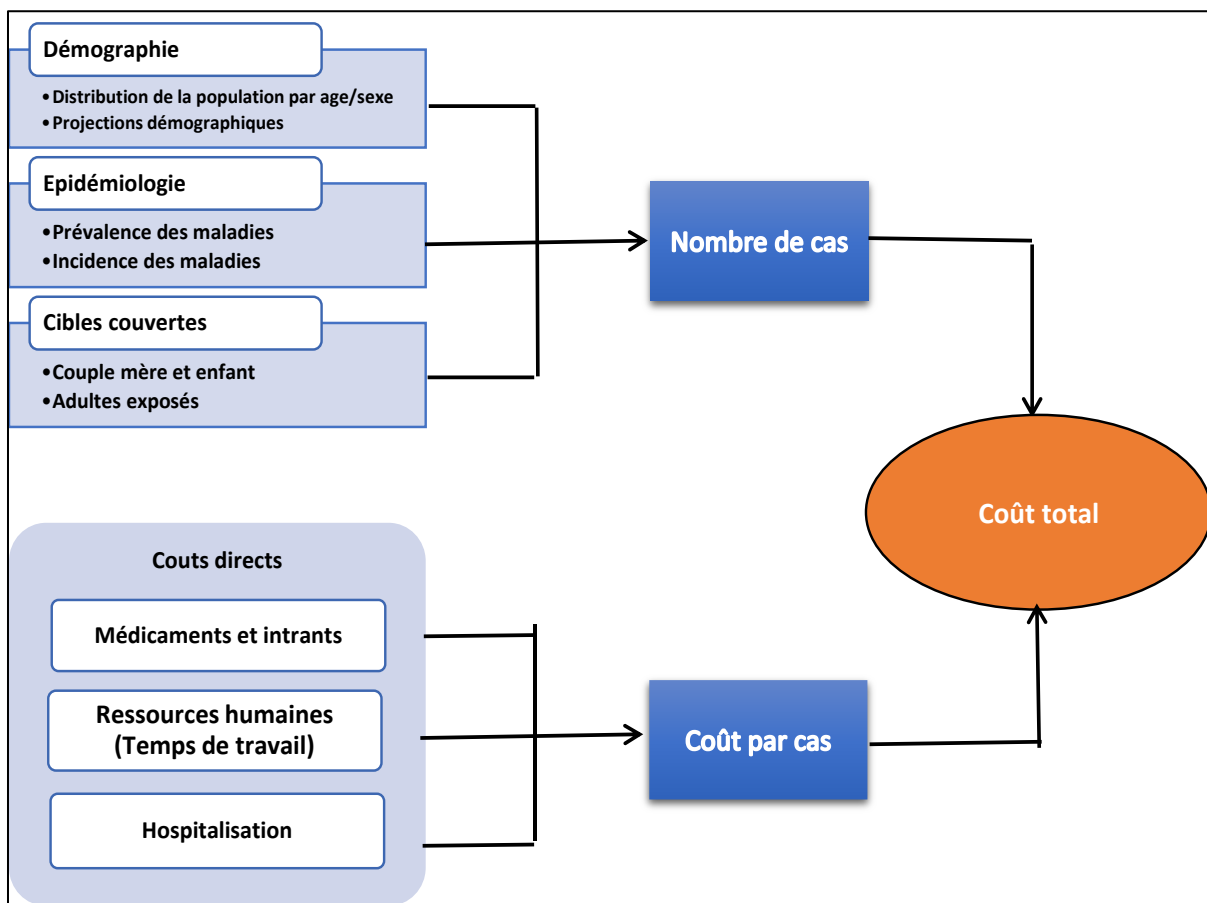 Démographie
•Distribution de la population par age/sexe
•Projections démographiques
Epidémiologie
•Prévalence des maladies
•Incidence des maladies
Cibles couvertes
•Couple mère et enfant
•Adultes exposés
Nombre de cas
Coût total
Couts directs
Médicaments et intrants
Ressources humaines
(Temps de travail)
Hospitalisation
Coût par cas